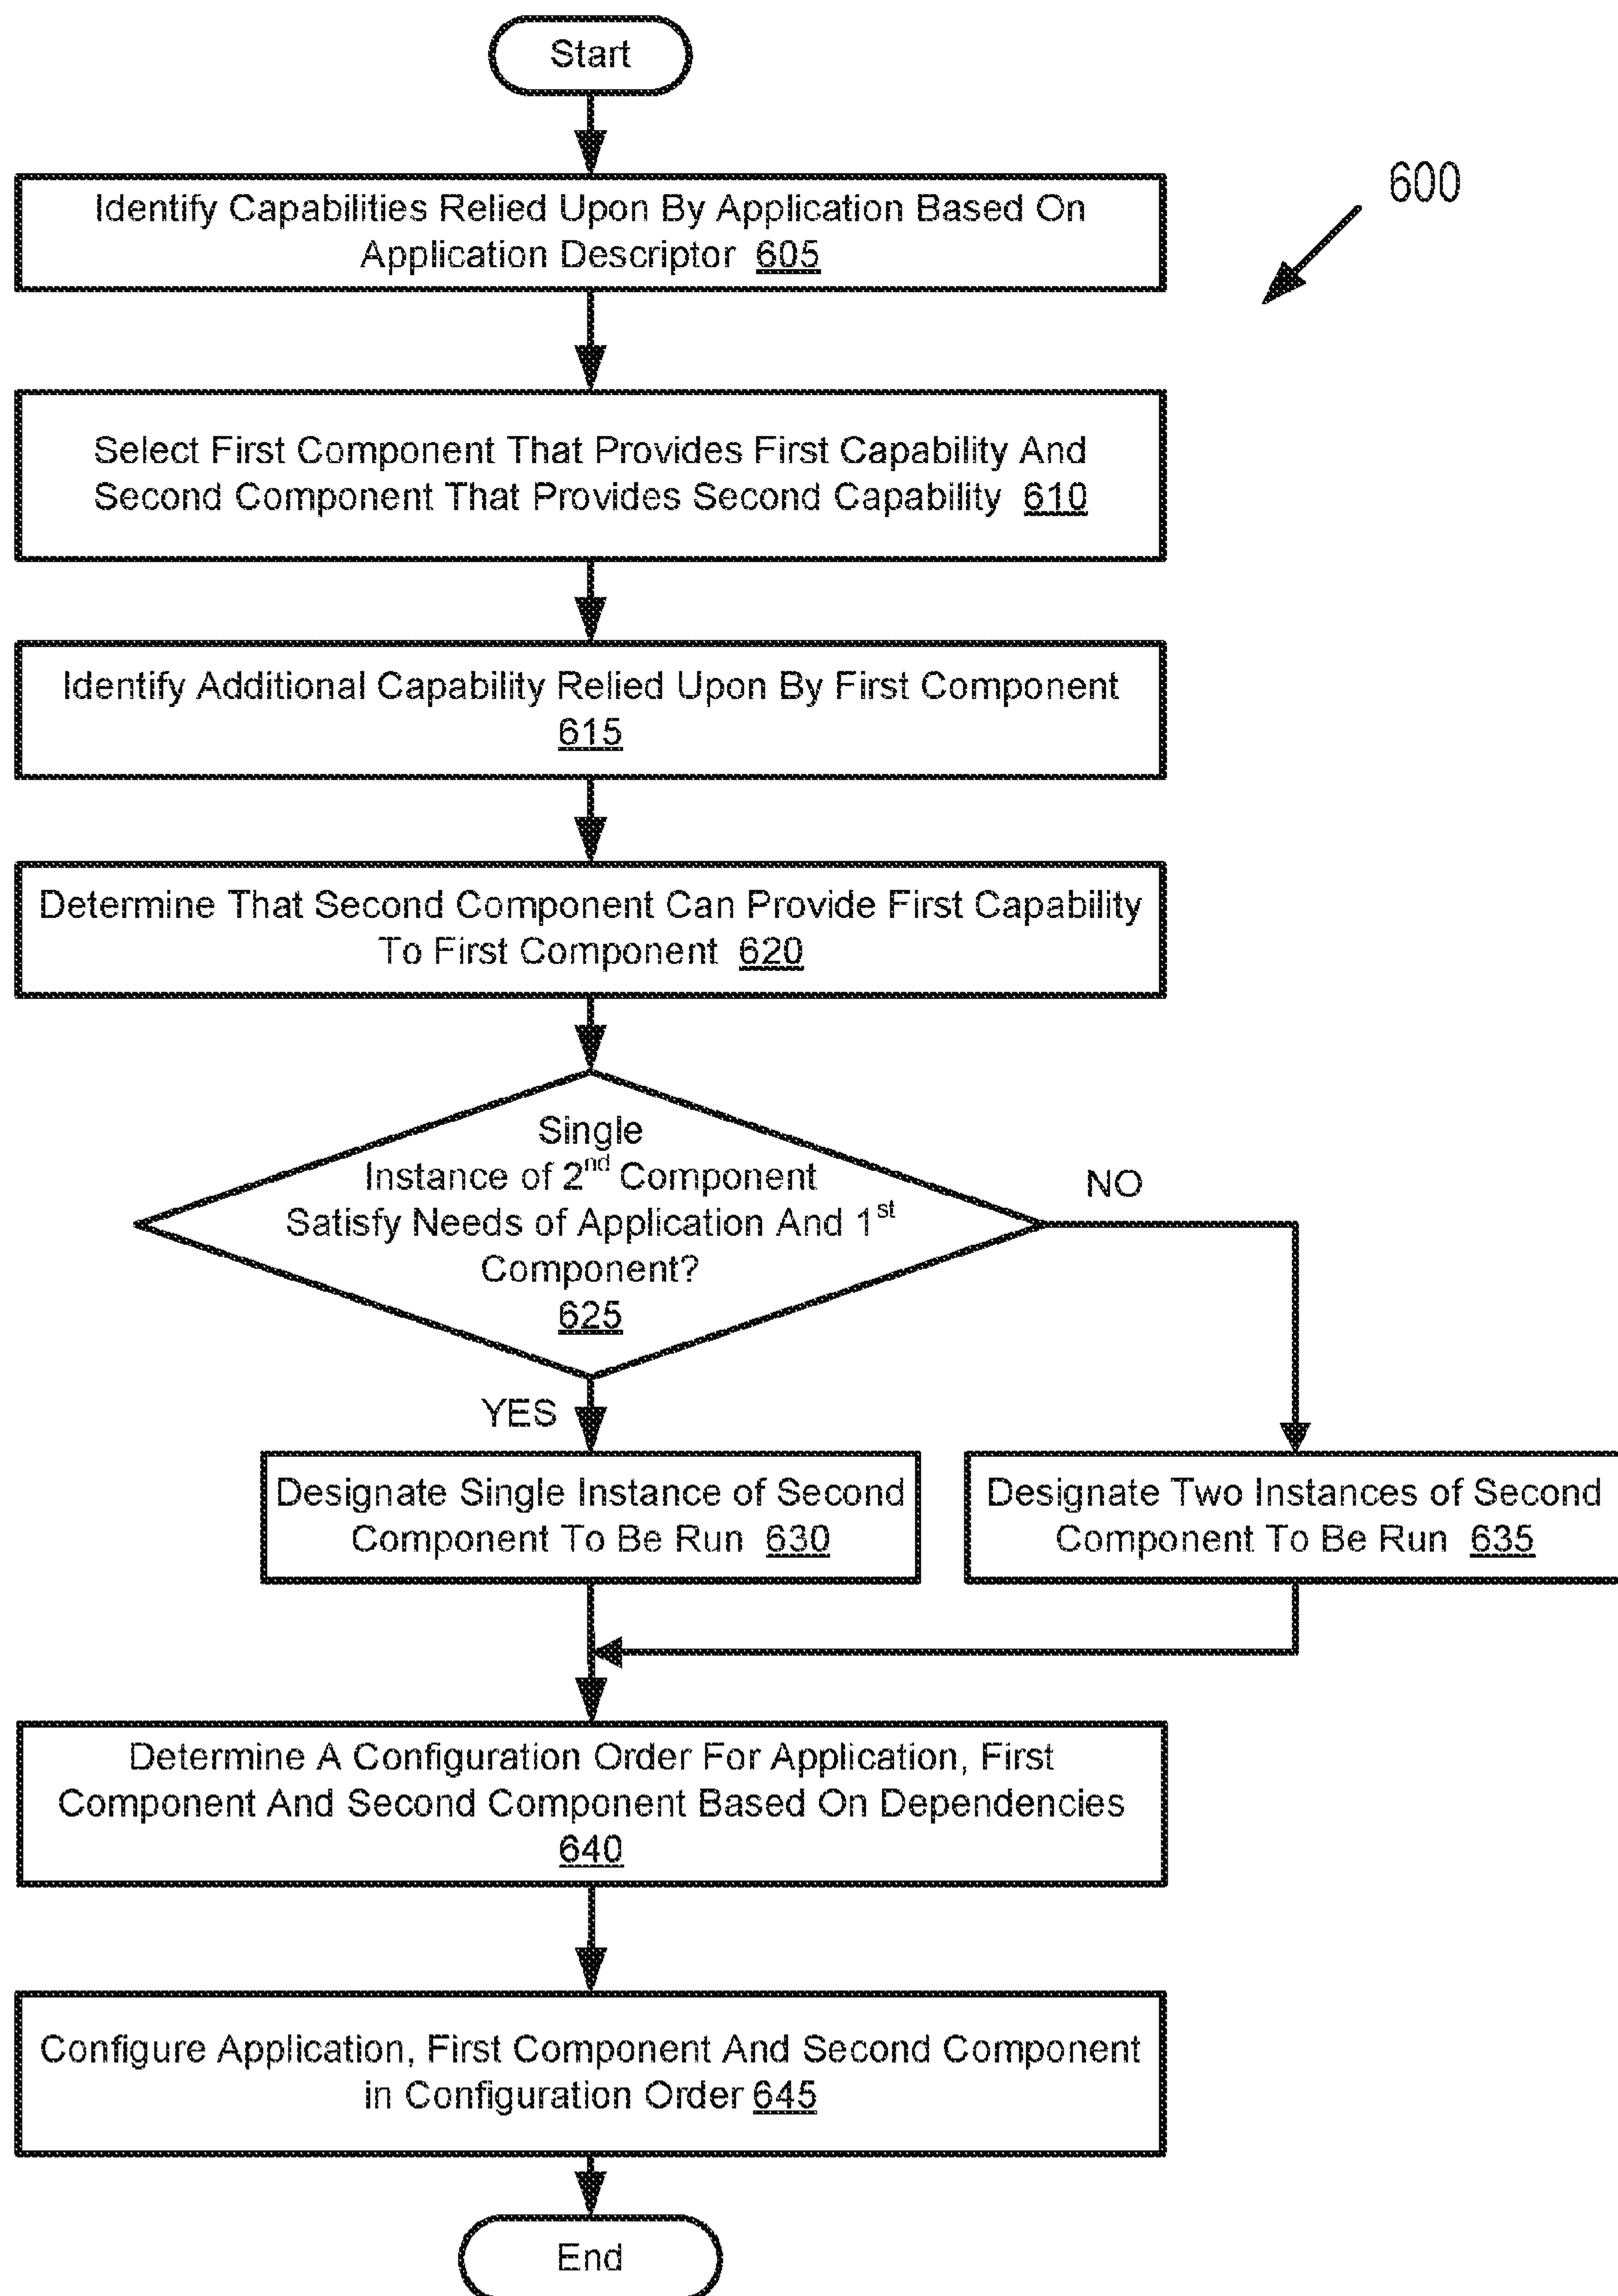 Start
600
Identify Capabilities Relied Upon By Application Based On
Application Descriptor 605
Select First Component That Provides First Capability And
Second Component That Provides Second Capability 610
Identify Additional Capability Relied Upon By First Component
615
Determine That Second Component Can Provide First Capability
To First Component 620
Single
Instance of 2nd Component
Satisfy Needs of Application And 1st
Component?
625
NO
YES
Designate Single Instance of Second
Component To Be Run 630
Designate Two Instances of Second
Component To Be Run 635
Determine A Configuration Order For Application, First
Component And Second Component Based On Dependencies
640
Configure Application, First Component And Second Component
in Configuration Order 645
End